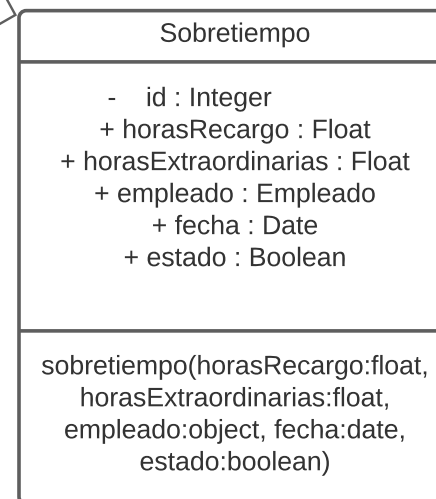 Sobretiempo
- id : Integer
+ horasRecargo : Float
+ horasExtraordinarias : Float
+ empleado : Empleado
+ fecha : Date
+ estado : Boolean
sobretiempo(horasRecargo:float,
horasExtraordinarias:float,
empleado:object, fecha:date,
estado:boolean)